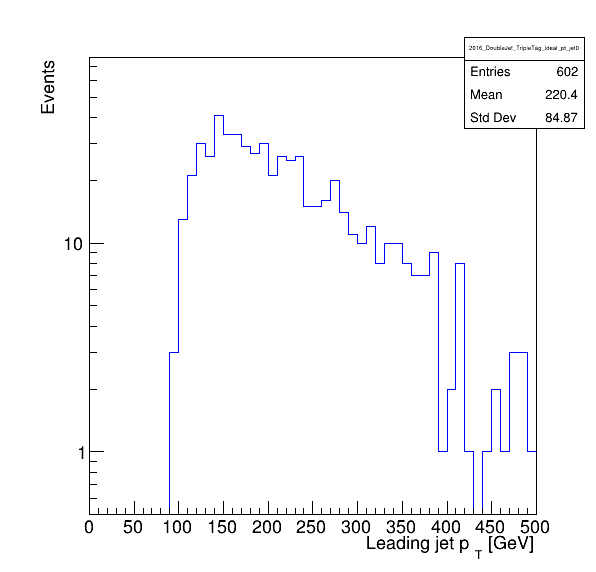 2016_DoubleJet_TripleTag_Ideal_pt_jet0
Entries 602
Mean 220.4
Std Dev 84.87
Events
10
1
0 50 100 150 200 250 300 350 400 450 500
Leading jet p T [GeV]